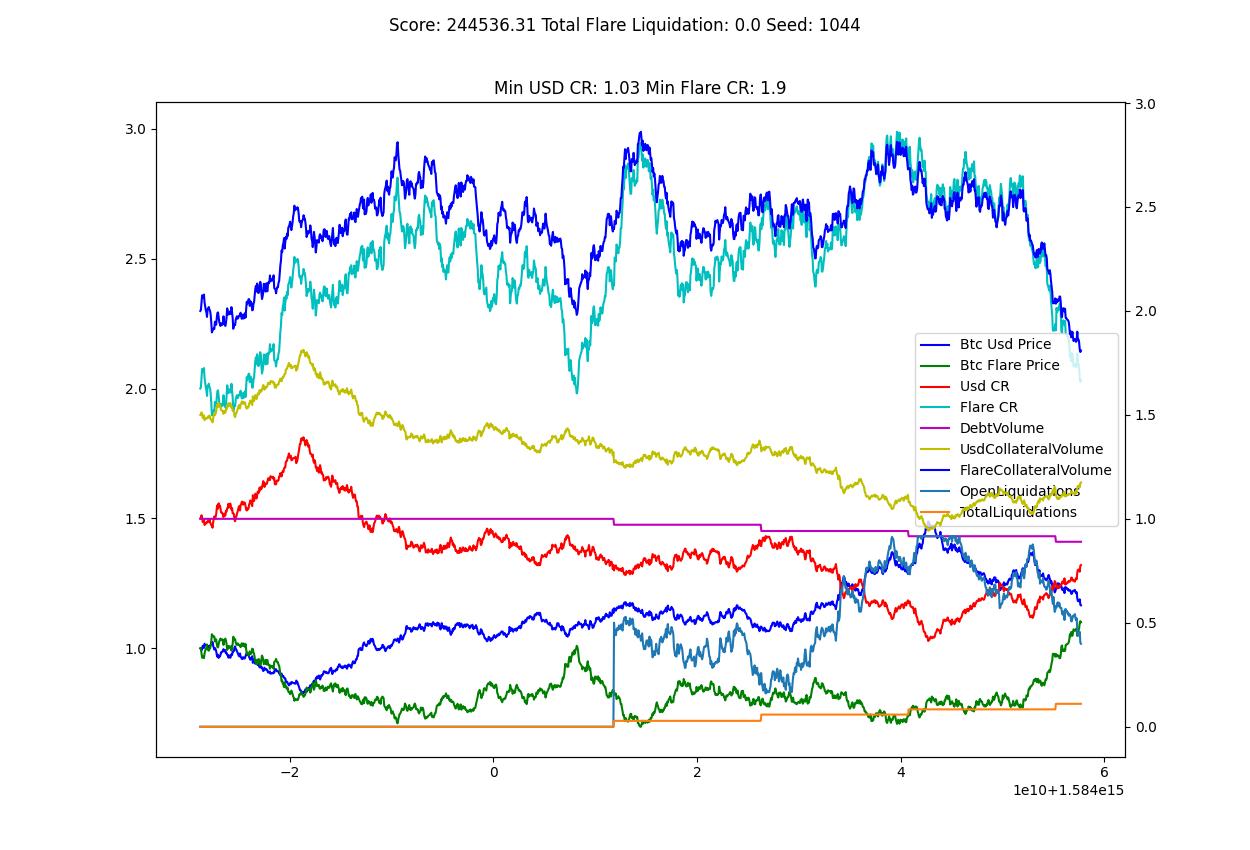 Score: 244536.31 Total Flare Liquidation: 0.0 Seed: 1044
Min USD CR: 1.03 Min Flare CR: 1.9
3.0
2.5
2.0
1.5
1.0
3.0
2.5
2.0
1.5
1.0
0.5
0.0
Btc Usd Price
Btc Flare Price
Usd CR
Flare CR
DebtVolume
UsdCollateralVolume
FlareCollateralVolume
OpenLiquidations
TotalLiquidations
−2
0
2
4
6
1e10+1.584e15